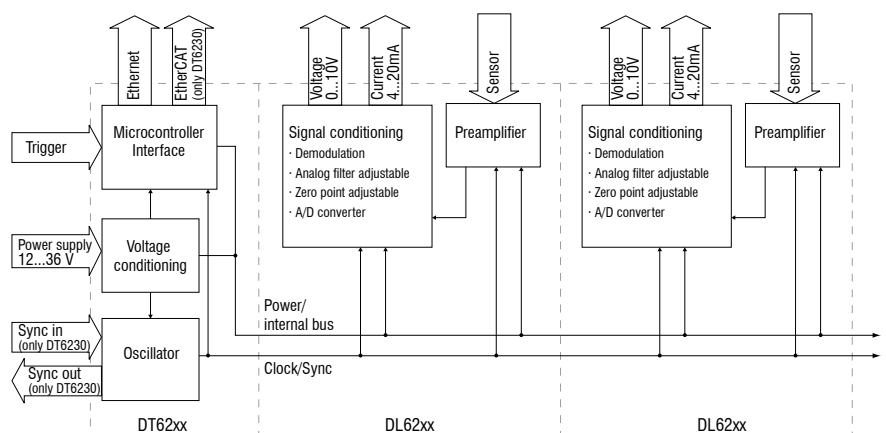 Ethernet
EtherCAT
(only DT6230)
Voltage
0...10V
Current
4...20mA
Sensor
Voltage
0...10V
Current
4...20mA
Sensor
Trigger
Microcontroller
Interface
Signal conditioning
· Demodulation
· Analog filter adjustable
· Zero point adjustable
· A/D converter
Preamplifier
Signal conditioning
· Demodulation
· Analog filter adjustable
· Zero point adjustable
· A/D converter
Preamplifier
Power supply
12...36 V
Voltage
conditioning
Power/
internal bus
Sync in
(only DT6230)
Oscillator
Sync out
(only DT6230)
Clock/Sync
DT62xx
DL62xx
DL62xx